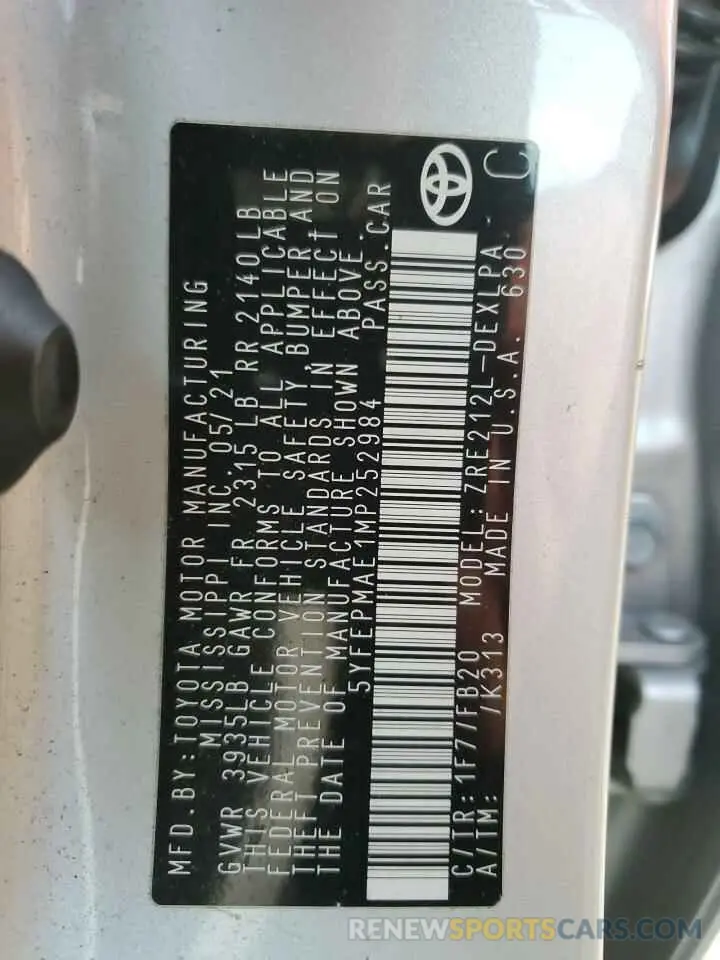 MFD.BY:TOYOTA MOTOR MANUFACTURING
MISSISSIPPI INC. 05/21
GVWR 3935LB GAWR FR 2315 LB RR 2140LB
THIS VEHICLE CONFORMS TO ALL APPLICABLE
FEDERAL MOTOR VEHICLE SAFETY BUMPER AND
THEFT PREVENTION STANDARDS IN EFFECT ON
THE DATE OF MANUFACTURE SHOWN ABOVE.
5YFEPMAE1MP252984 PASS.CAR
C/TR:1F7/FB20 MODEL:ZRE212L-DEXLPA
A/TM: /K313 MADE IN U.S.A. 630 C
RENEWSPORTSCARS.COM